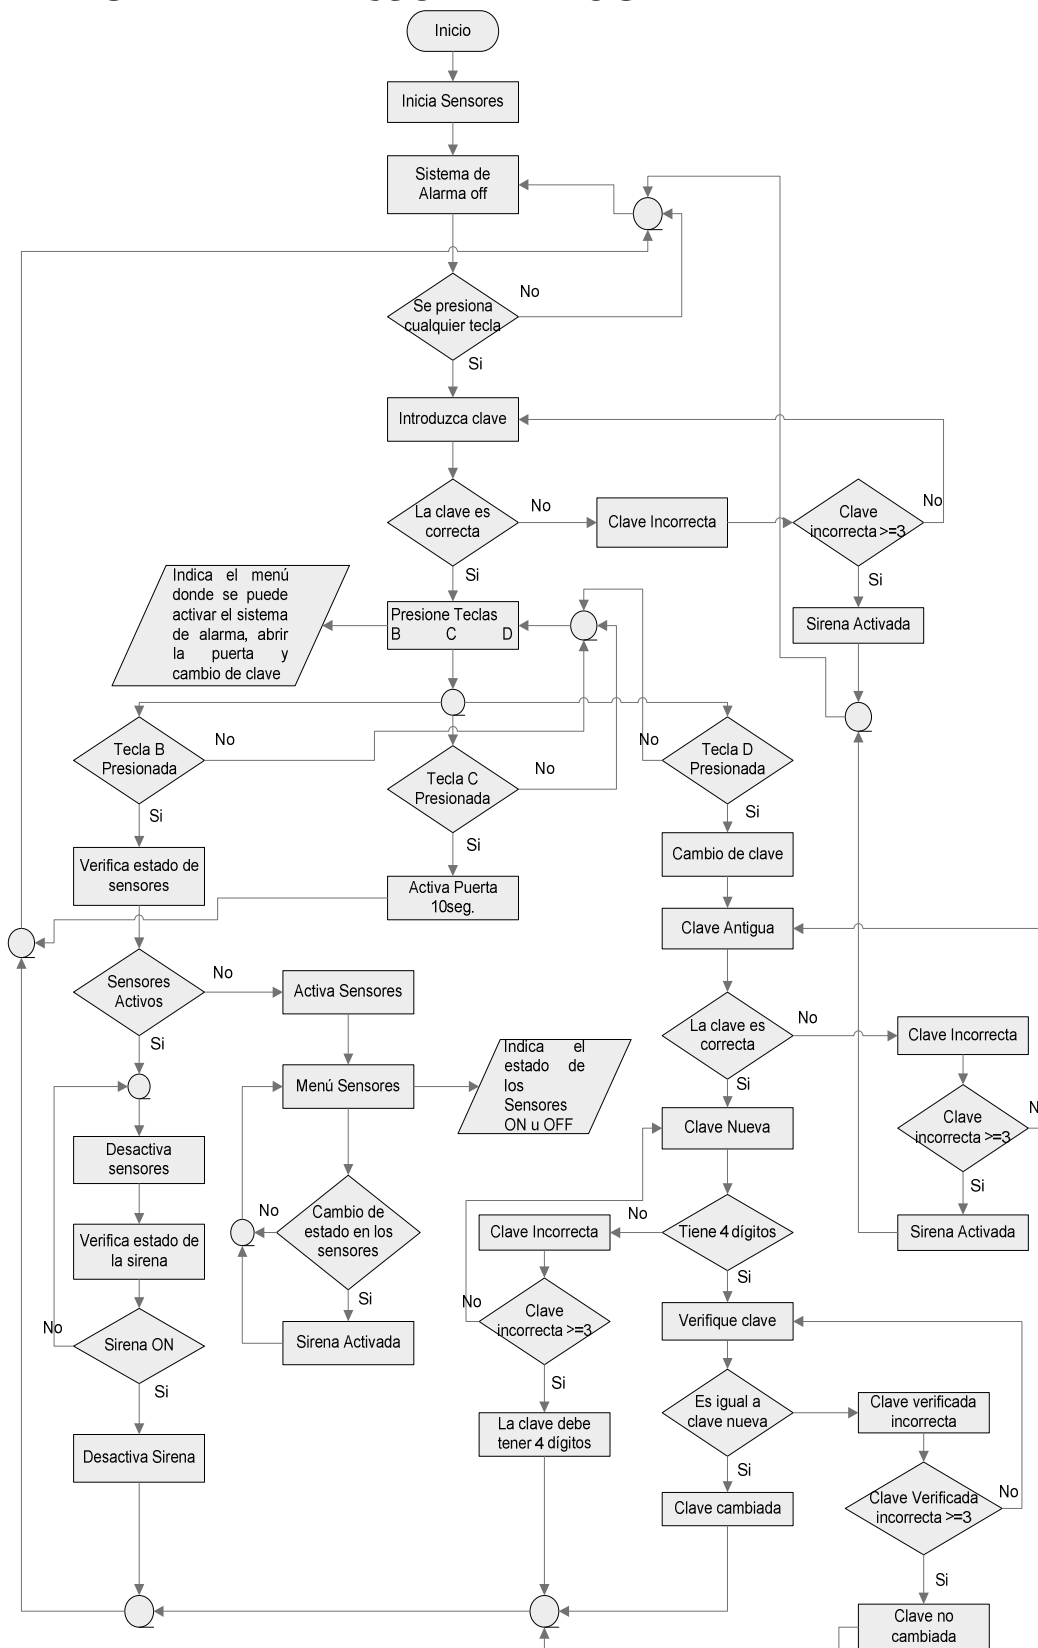 Inicio
Inicia Sensores
Sistema de
Alarma off
No
Se presiona
cualquier tecla
Si
Introduzca clave
La clave es
correcta
No
Clave Incorrecta
Clave
incorrecta >=3
No
Si
Si
Sirena Activada
Indica el menú
donde se puede
activar el sistema
de alarma, abrir
la puerta y
cambio de clave
Presione Teclas
B C D
Tecla B
Presionada
No
Si
Tecla C
Presionada
No
Si
No
Tecla D
Presionada
Si
Verifica estado de
sensores
Activa Puerta
10seg.
Cambio de clave
Clave Antigua
Sensores
Activos
No
Si
Activa Sensores
Menú Sensores
Indica el
estado de
los
Sensores
ON u OFF
La clave es
correcta
No
Si
Clave Incorrecta
Clave
incorrecta >=3
Si
Sirena Activada
Clave Nueva
Desactiva
sensores
Verifica estado de
la sirena
No
Sirena ON
Si
Desactiva Sirena
No
Cambio de
estado en los
sensores
Si
Sirena Activada
Tiene 4 dígitos
No
Si
Clave Incorrecta
No
Clave
incorrecta >=3
Si
La clave debe
tener 4 dígitos
Verifique clave
Es igual a
clave nueva
Si
Clave cambiada
Clave verificada
incorrecta
Clave Verificada
incorrecta >=3
No
Si
Clave no
cambiada